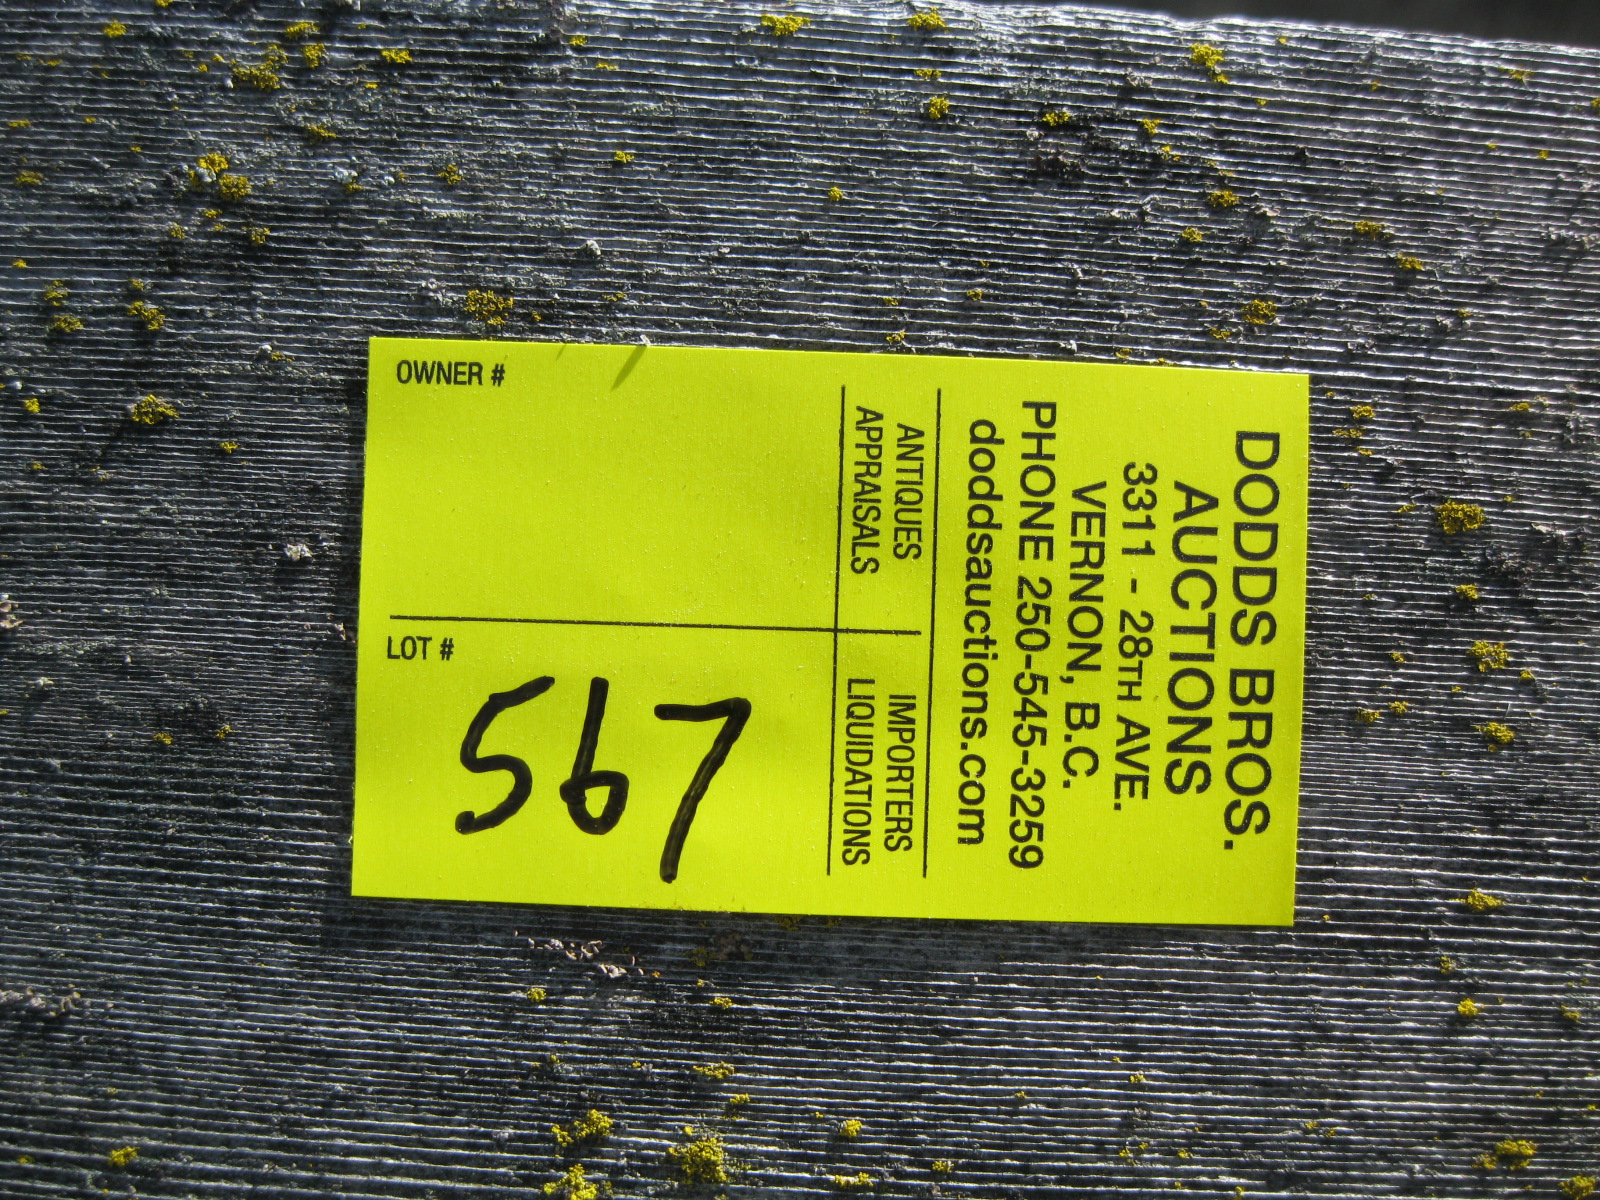 DODDS BROS.
AUCTIONS
3311 - 28TH AVE.
VERNON, B.C.
PHONE 250-545-3259
doddsauctions.com
ANTIQUES IMPORTERS
APPRAISALS LIQUIDATIONS
OWNER #
LOT #
567